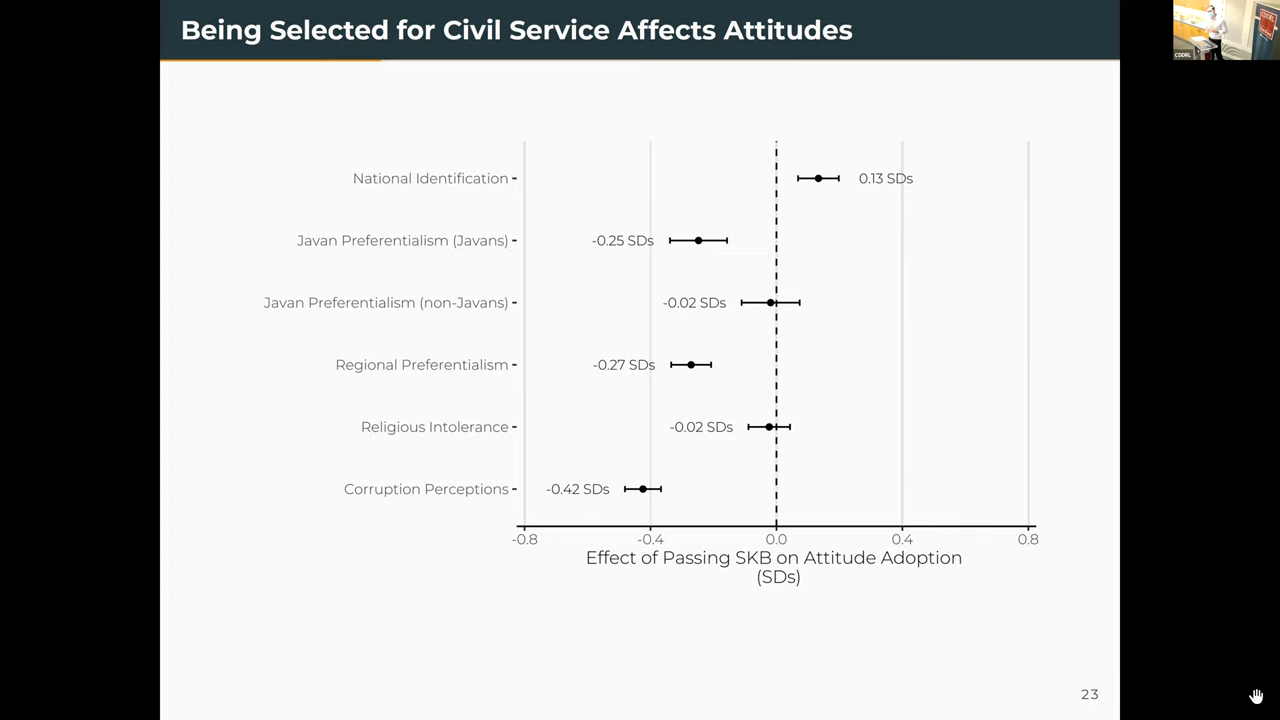 Being Selected for Civil Service Affects Attitudes
CDDRL
CDDRL
National Identification
0.13 SDs
Javan Preferentialism (Javans)
-0.25 SDs
Javan Preferentialism (non-Javans)
-0.02 SDs
Regional Preferentialism
-0.27 SDs
Religious Intolerance
-0.02 SDs
Corruption Perceptions
-0.42 SDs
-0.8 -0.4 0.0 0.4 0.8
Effect of Passing SKB on Attitude Adoption
(SDs)
23